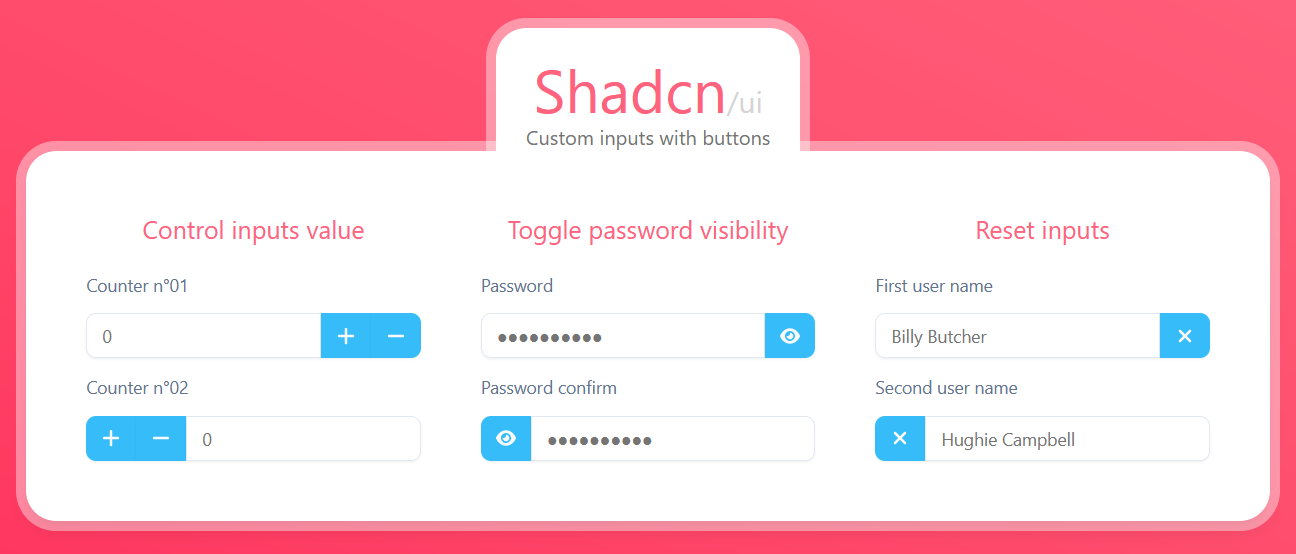 Shadcn/ui
Custom inputs with buttons
Control inputs value
Counter n°01
0
Counter n°02
0
Toggle password visibility
Password
●●●●●●●●●●
Password confirm
●●●●●●●●●●
Reset inputs
First user name
Billy Butcher
Second user name
Hughie Campbell